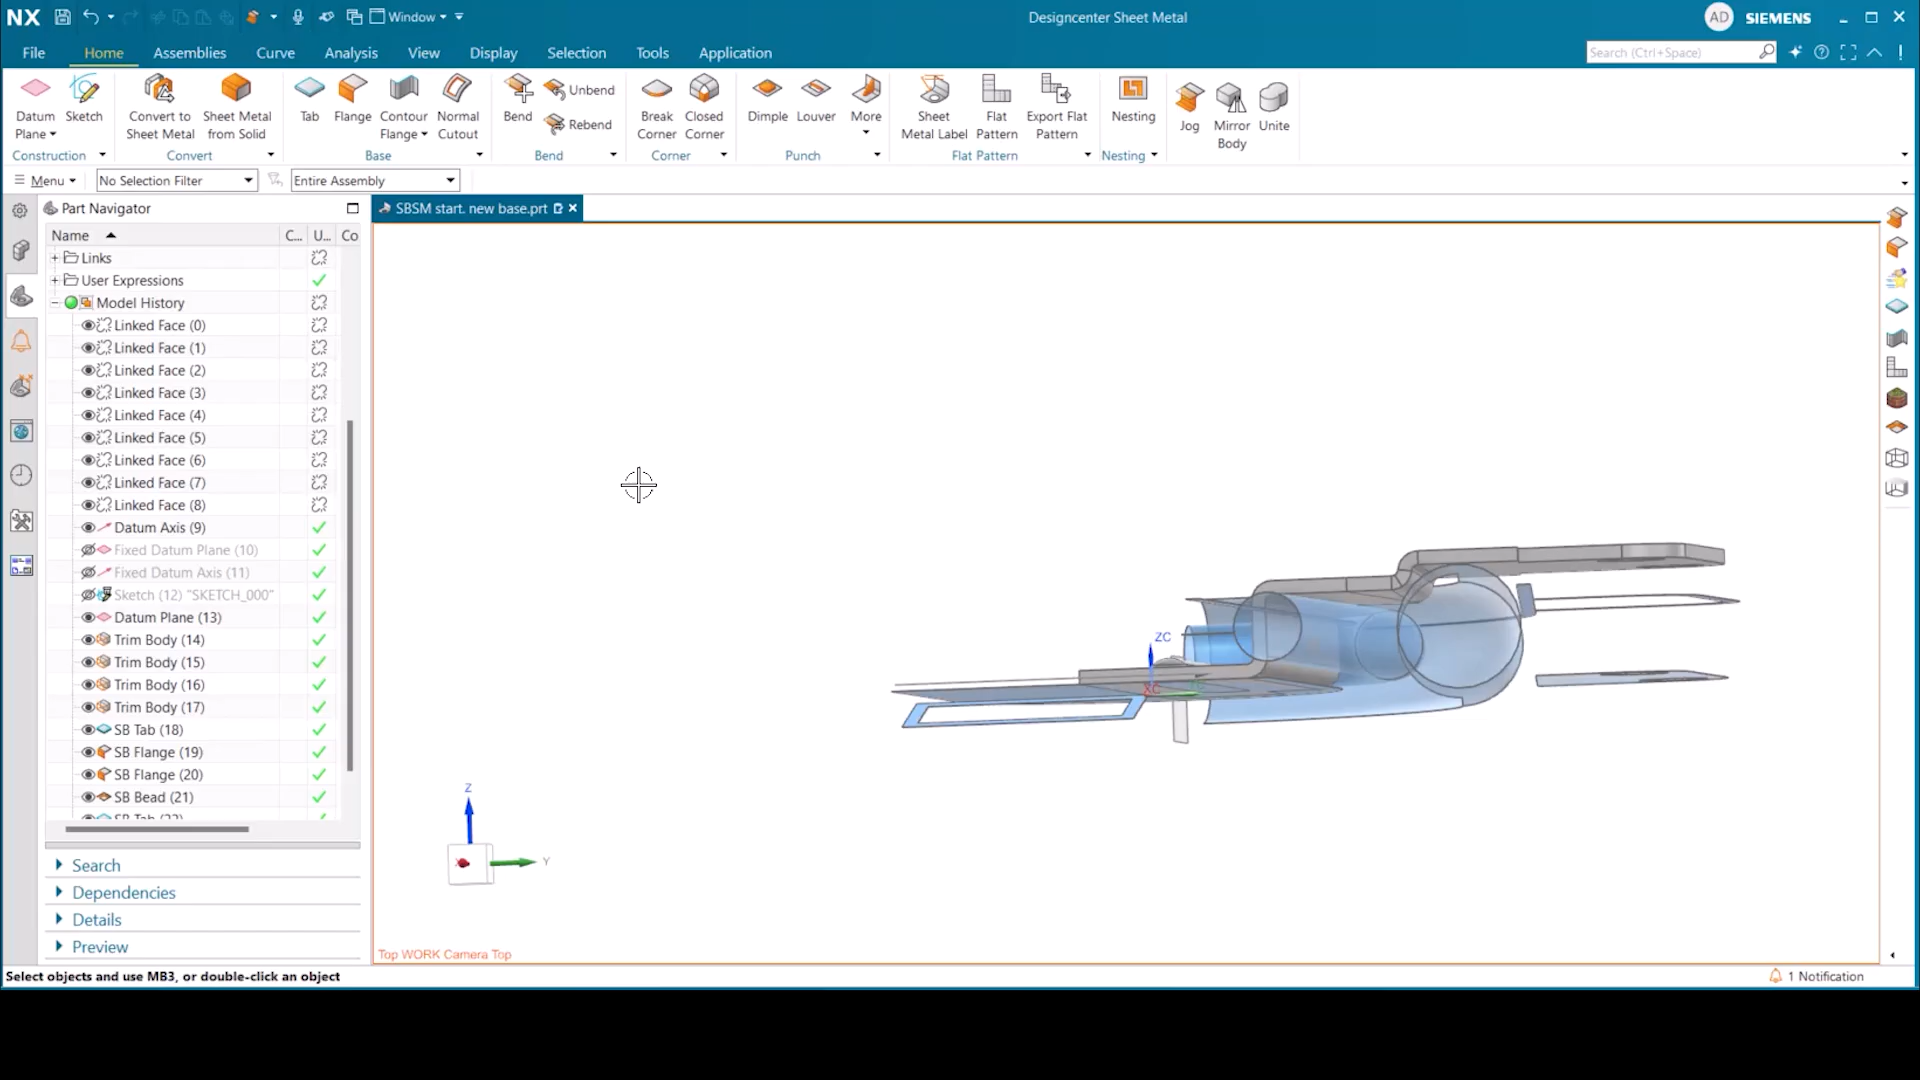 NX Window Designcenter Sheet Metal AD SIEMENS
File Home Assemblies Curve Analysis View Display Selection Tools Application Search (Ctrl+Space)
Datum Plane Sketch Convert to Sheet Metal Sheet Metal from Solid Tab Flange Contour Flange Normal Cutout Bend Unbend Rebend Break Corner Closed Corner Dimple Louver More Sheet Metal Label Flat Pattern Export Flat Pattern Nesting Jog Mirror Body Unite
Construction Convert Base Bend Corner Punch Flat Pattern Nesting
Menu No Selection Filter Entire Assembly
Part Navigator SBSM start. new base.prt
Name C... U... Co
Links
User Expressions
Model History
Linked Face (0)
Linked Face (1)
Linked Face (2)
Linked Face (3)
Linked Face (4)
Linked Face (5)
Linked Face (6)
Linked Face (7)
Linked Face (8)
Datum Axis (9)
Fixed Datum Plane (10)
Fixed Datum Axis (11)
Sketch (12) "SKETCH_000"
Datum Plane (13)
Trim Body (14)
Trim Body (15)
Trim Body (16)
Trim Body (17)
SB Tab (18)
SB Flange (19)
SB Flange (20)
SB Bead (21)
SB Tab (22)
Search
Dependencies
Details
Preview
ZC
XC
Z
Y
Top WORK Camera Top
Select objects and use MB3, or double-click an object 1 Notification